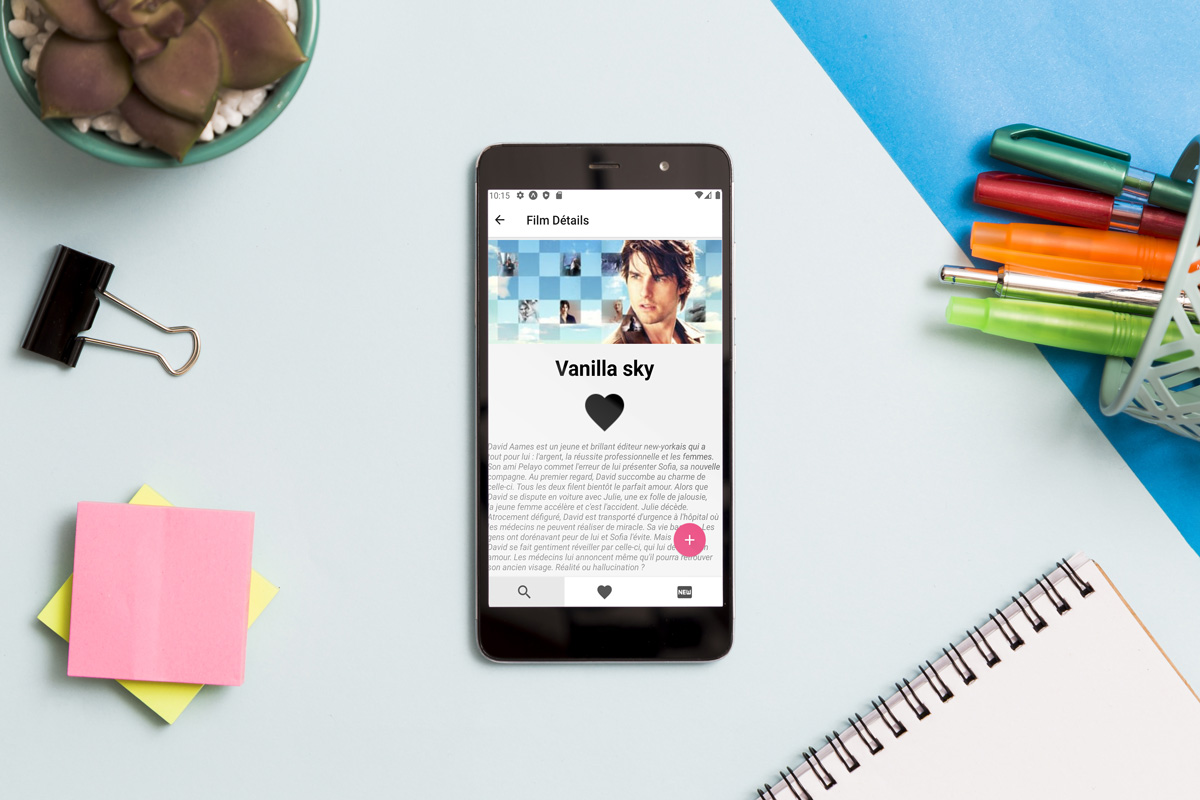 10:15
Film Détails
Vanilla sky
David Aames est un jeune et brillant éditeur new-yorkais qui a
tout pour lui : l'argent, la réussite professionnelle et les femmes.
Son ami Pelayo commet l'erreur de lui présenter Sofia, sa nouvelle
compagne. Au premier regard, David succombe au charme de
celle-ci. Tous les deux filent bientôt le parfait amour. Alors que
David se dispute en voiture avec Julie, une ex folle de jalousie,
la jeune femme accélère et c'est l'accident. Julie décède.
Atrocement défiguré, David est transporté d'urgence à l'hôpital où
les médecins ne peuvent réaliser de miracle. Sa vie Les
gens ont dorénavant peur de lui et Sofia l'évite. Mais
David se fait gentiment réveiller par celle-ci, qui lui
amour. Les médecins lui annoncent même qu'il pourra retrouver
son ancien visage. Réalité ou hallucination ?
NEW